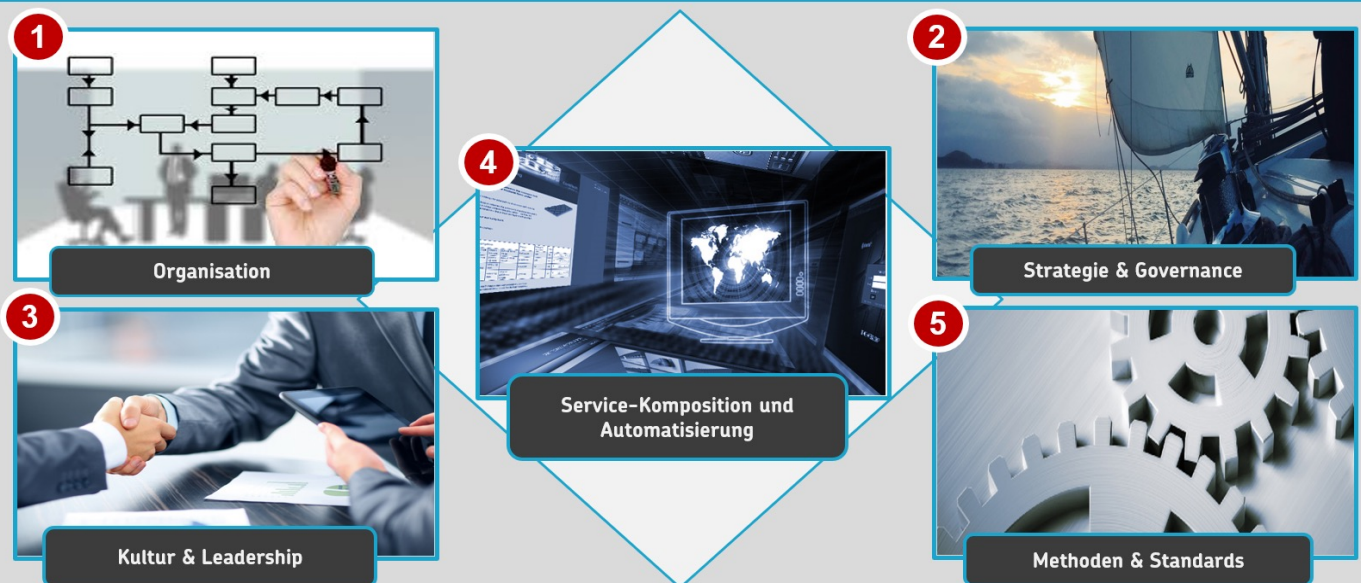 1
Organisation
2
Strategie & Governance
3
Kultur & Leadership
4
Service-Komposition und
Automatisierung
5
Methoden & Standards